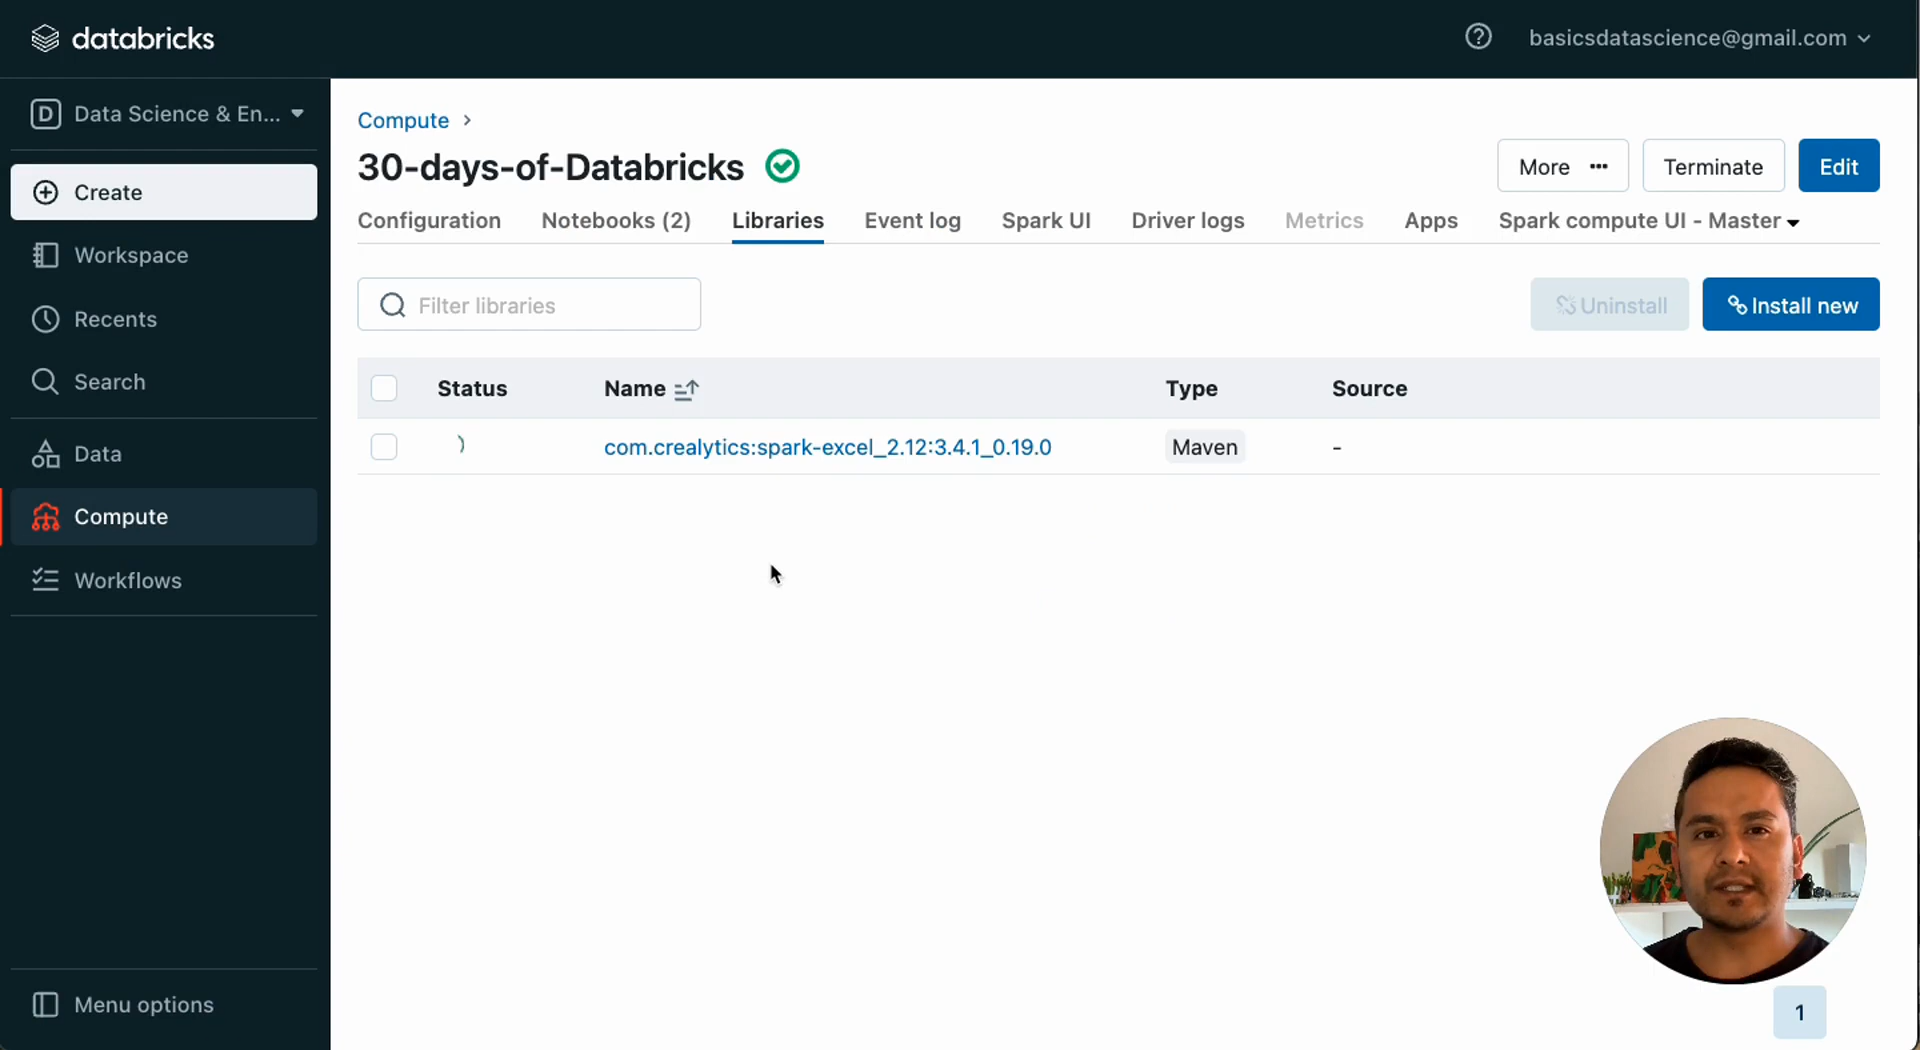 databricks
basicsdatascience@gmail.com
D Data Science & En...
Create
Workspace
Recents
Search
Data
Compute
Workflows
Menu options
Compute >
30-days-of-Databricks
More ... Terminate Edit
Configuration Notebooks (2) Libraries Event log Spark UI Driver logs Metrics Apps Spark compute UI - Master
Filter libraries Uninstall Install new
Status Name Type Source
com.crealytics:spark-excel_2.12:3.4.1_0.19.0 Maven -
1